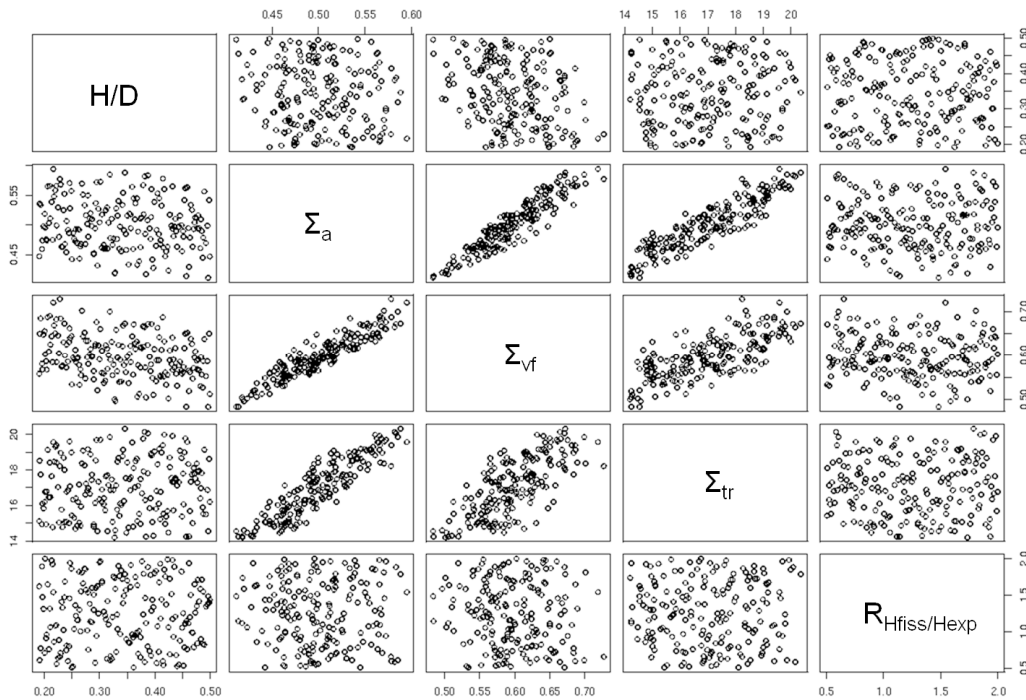 0.45 0.50 0.55 0.60 14 15 16 17 18 19 20
H/D
0.20 0.30 0.40 0.50
0.45 0.55
Σa
Σvf
0.50 0.60 0.70
14 16 18 20
Σtr
RHfiss/Hexp
0.5 1.0 1.5 2.0
0.20 0.30 0.40 0.50 0.50 0.55 0.60 0.65 0.70 0.5 1.0 1.5 2.0